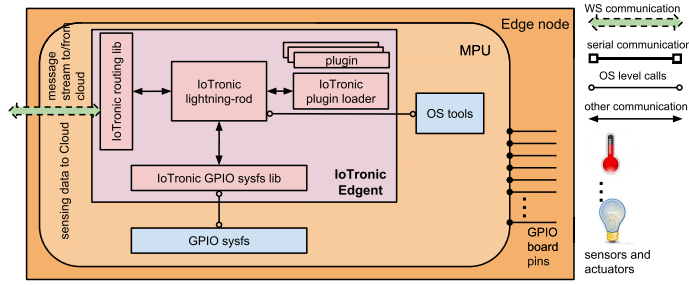 Edge node
MPU
message
stream to/from
cloud
sensing data to Cloud
IoTronic routing lib
IoTronic
lightning-rod
plugin
IoTronic
plugin loader
OS tools
IoTronic GPIO sysfs lib
IoTronic
Edgent
GPIO sysfs
GPIO
board
pins
WS communication
serial communication
OS level calls
other communication
sensors and
actuators